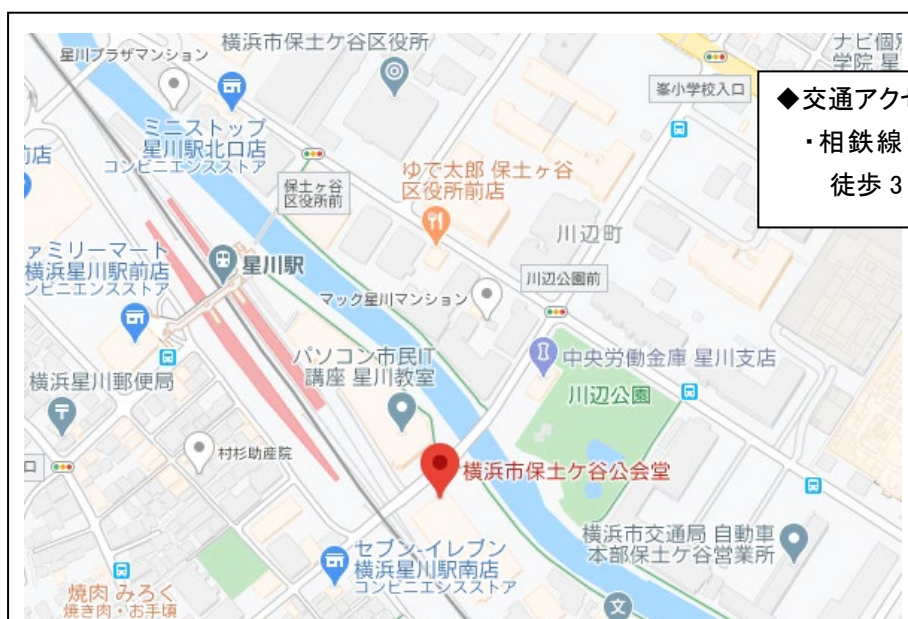 横浜市保土ケ谷区役所
ナビ個別
学院 星
星川プラザマンション
峯小学校入口
◆交通アクセ
・相鉄線
徒歩 3
ミニストップ
星川駅北口店
コンビニエンスストア
保土ヶ谷
区役所前
ゆで太郎 保土ヶ谷
区役所前店
川辺町
前店
ァミリーマート
横浜星川駅前店
ンビニエンスストア
星川駅
川辺公園前
マック星川マンション
パソコン市民IT
講座 星川教室
中央労働金庫 星川支店
川辺公園
横浜星川郵便局
村杉助産院
口
横浜市保土ケ谷公会堂
セブン-イレブン
横浜星川駅南店
コンビニエンスストア
横浜市交通局 自動車
本部保土ケ谷営業所
焼肉 みろく
焼き肉・お手頃
文